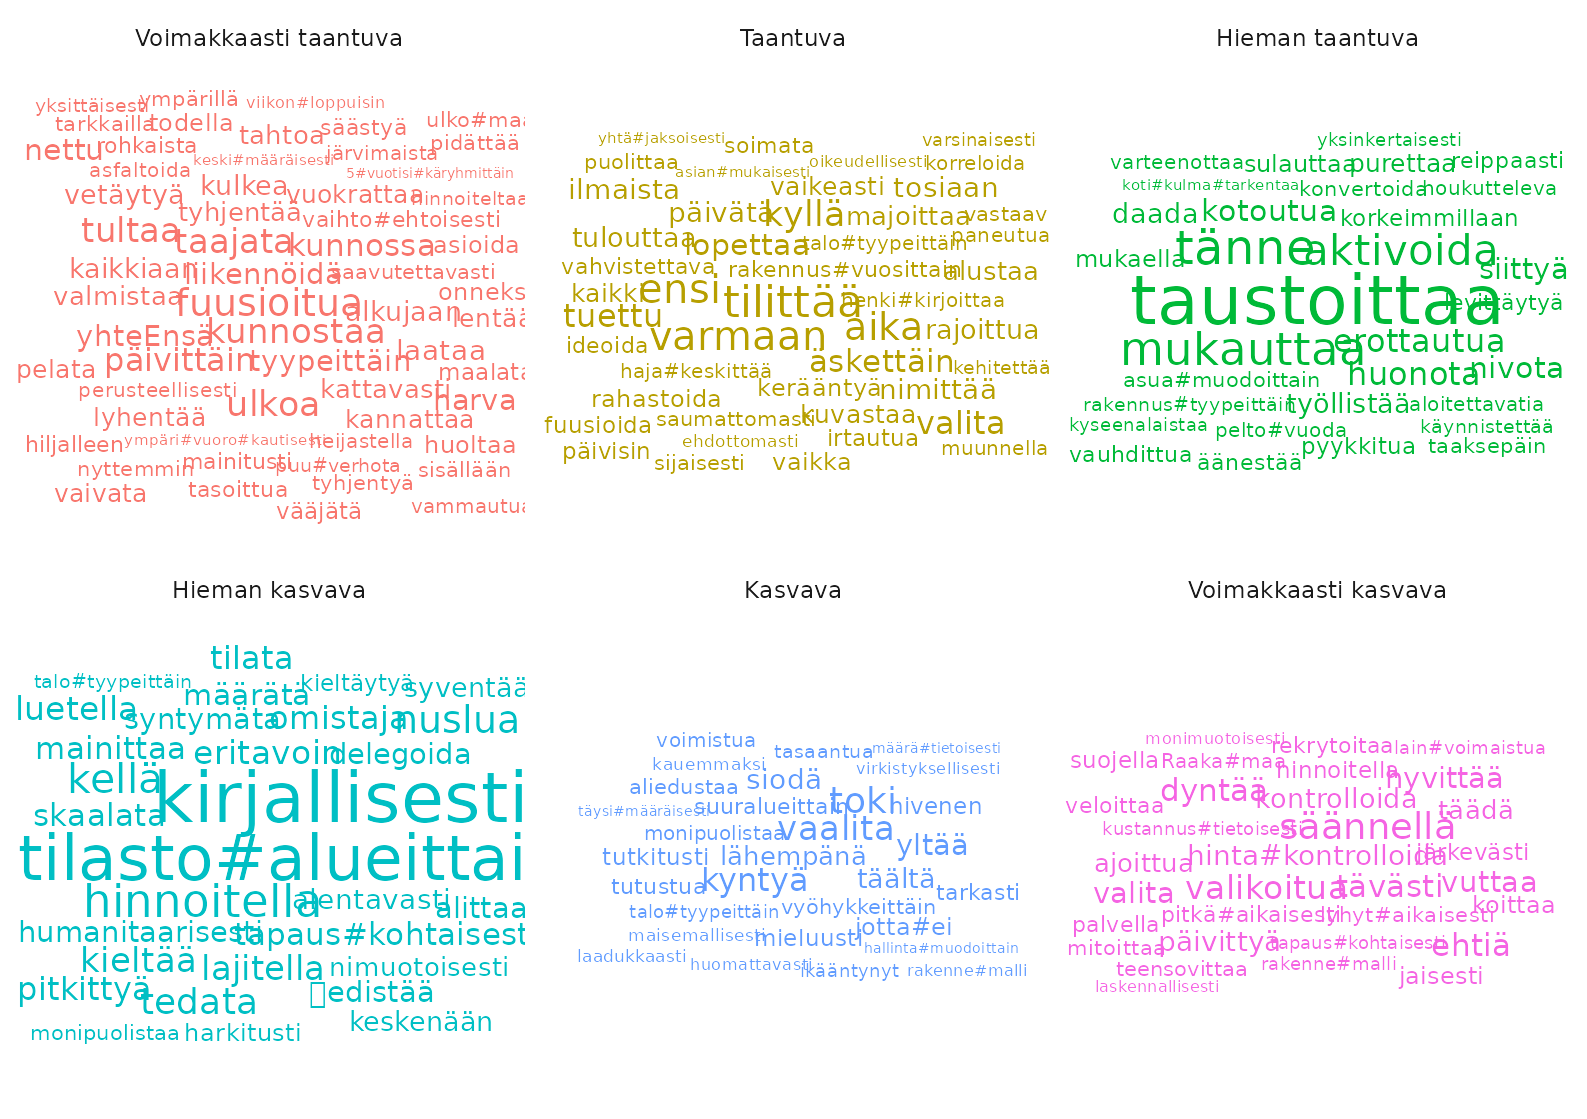 Voimakkaasti taantuva
yksittäisesti ympärillä viikon#loppuisin
tarkkailla todella tahtoa säästyä ulko#maa
nettu rohkaista järvimaista pidättää
asfaltoida keski#määräisesti 5#vuotisi#käryhmittäin
vetäytyä kulkea vuokrattaa hinnoiteltaa
tyhjentää vaihto#ehtoisesti
tultaa taajata kunnossa asioida
kaikkiaan liikennöidä saavutettavasti
valmistaa fuusioitua alkujaan onneksi
yhteEnsä kunnostaa lentää
pelata päivittäin tyypeittäin laataa
perusteellisesti kattavasti maalata
lyhentää ulkoa kannattaa harva
hiljalleen ympäri#vuoro#kautisesti heijastella huoltaa
nyttemmin mainitusti puu#verhota sisällään
vaivata tasoittua tyhjentyä
vääjätä vammautua
Taantuva
yhtä#jaksoisesti soimata varsinaisesti
puolittaa asian#mukaisesti oikeudellisesti korreloida
ilmaista vaikeasti tosiaan
päivätä kyllä majoittaa vastaav
tulouttaa lopettaa talo#tyypeittäin paneutua
vahvistettava rakennus#vuosittain alustaa
kaikki ensi tilittää henki#kirjoittaa
tuettu varmaan aika rajoittua
ideoida äskettäin
haja#keskittää kehitettää
rahastoida kerääntyä nimittää
fuusioida saumattomasti kuvastaa valita
päivisin ehdottomasti irtautua muunnella
sijaisesti vaikka
Hieman taantuva
yksinkertaisesti
varteenottaa sulauttaa purettaa reippaasti
koti#kulma#tarkentaa konvertoida houkutteleva
daada kotoutua korkeimmillaan
mukaella tänne aktivoida siittyä
taustoittaa levittäytyä
mukauttaa erottautua
asua#muodoittain huonota nivota
rakennus#tyypeittäin työllistää aloitettavatia
kyseenalaistaa pelto#vuoda käynnistettää
vauhdittua äänestää pyykkitua taaksepäin
Hieman kasvava
tilata
talo#tyypeittäin määrätä kieltäytyä syventää
luetella syntymätä omistaja nuslua
mainittaa eritavoin delegoida
kellä kirjallisesti
skaalata
tilasto#alueittai
hinnoitella alentavasti alittaa
humanitaarisesti tapaus#kohtaisest
kieltää lajitella nimuotoisesti
pitkittyä tedata edistää
monipuolistaa harkitusti keskenään
Kasvava
voimistua tasaantua määrä#tietoisesti
kauemmaksi siodä virkistyksellisesti
aliedustaa
täysi#määräisesti suuralueittain toki hivenen
monipuolistaa vaalita yltää
tutkitusti lähempänä
tutustua kyntyä täältä tarkasti
talo#tyypeittäin vyöhykkeittäin
maisemallisesti mieluusti jotta#ei
laadukkaasti huomattavasti hallinta#muodoittain
ikääntynyt rakenne#malli
Voimakkaasti kasvava
monimuotoisesti rekrytoitaa lain#voimaistua
suojella Raaka#maa hinnoitella hyvittää
veloittaa dyntää kontrolloida täädä
kustannus#tietoisesti säännellä
ajoittua hinta#kontrolloida järkevästi
valita valikoitua tävästi vuttaa
palvella pitkä#aikaisesti lyhyt#aikaisesti koittaa
mitoittaa päivittyä tapaus#kohtaisesti ehtiä
teensovittaa rakenne#malli
laskennallisesti jaisesti